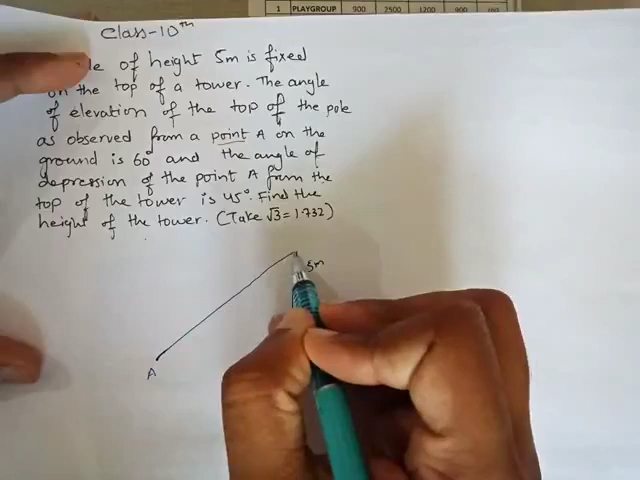 1 PLAYGROUP 900 2500 1200 900
Class-10th
of height 5m is fixed
on the top of a tower. The angle
of elevation of the top of the pole
as observed from a point A on the
ground is 60° and the angle of
depression of the point A from the
top of the tower is 45°. Find the
height of the tower. (Take √3 = 1.732)
5m
A